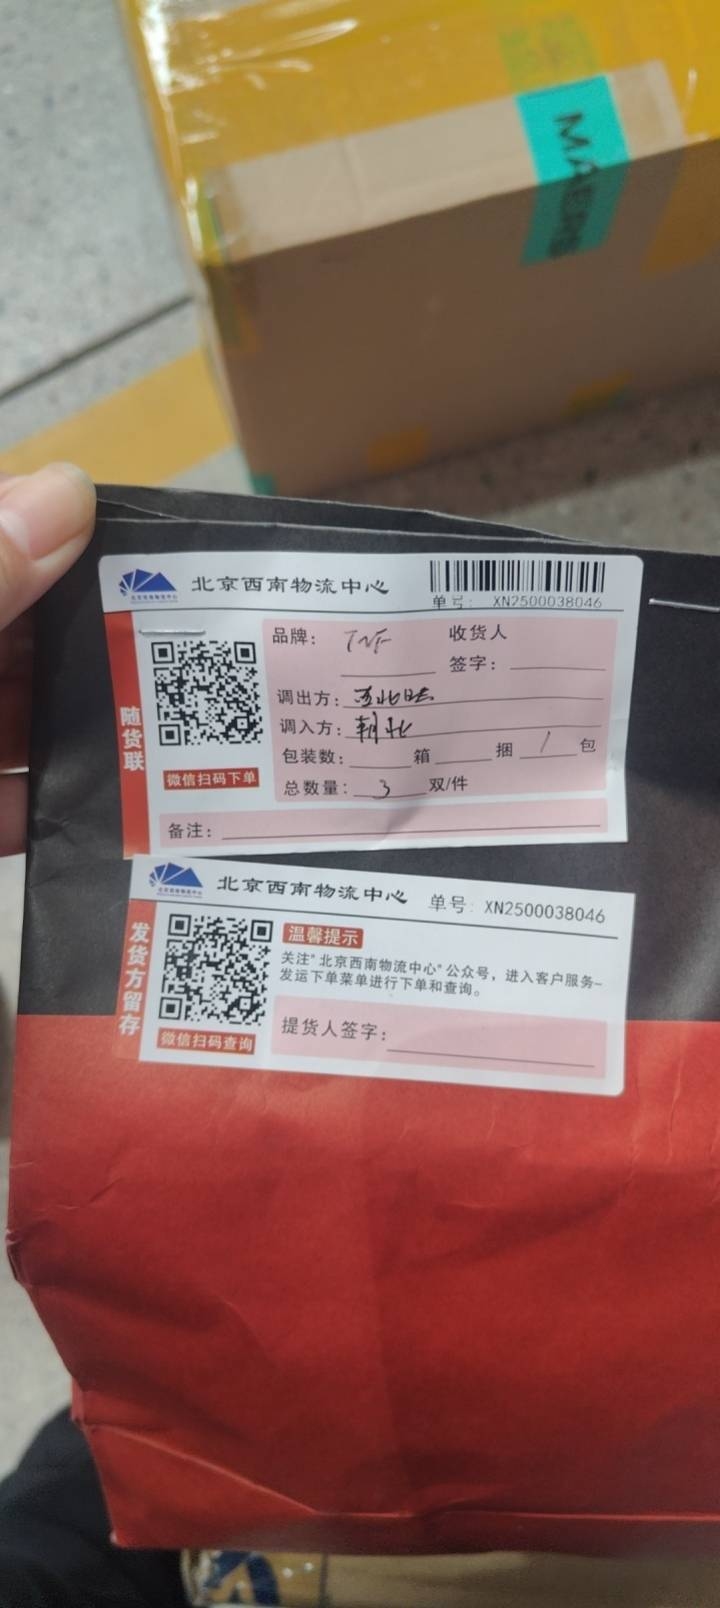 MAERS
北京西南物流中心
单号: XN2500038046
随货联
微信扫码下单
品牌: TNF
收货人
签字:
调出方:
调入方: 朝北
包装数: 箱 捆 1 包
总数量: 3 双/件
备注:
北京西南物流中心
单号: XN2500038046
发货方留存
微信扫码查询
温馨提示
关注"北京西南物流中心"公众号，进入客户服务-
发运下单菜单进行下单和查询。
提货人签字: